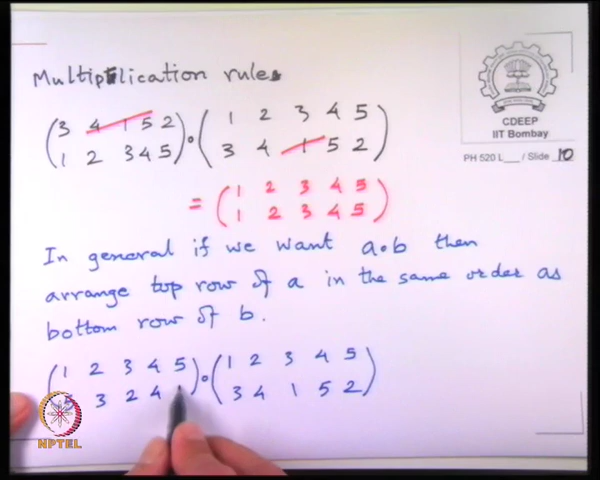 Multiplication rules
CDEEP
IIT Bombay
PH 520 L___ / Slide 10
(3 4 1 5 2) ∘ (1 2 3 4 5)
(1 2 3 4 5) (3 4 1 5 2)
= (1 2 3 4 5)
(1 2 3 4 5)
In general if we want a∘b then
arrange top row of a in the same order as
bottom row of b.
(1 2 3 4 5) ∘ (1 2 3 4 5)
3 2 4 (3 4 1 5 2)
NPTEL